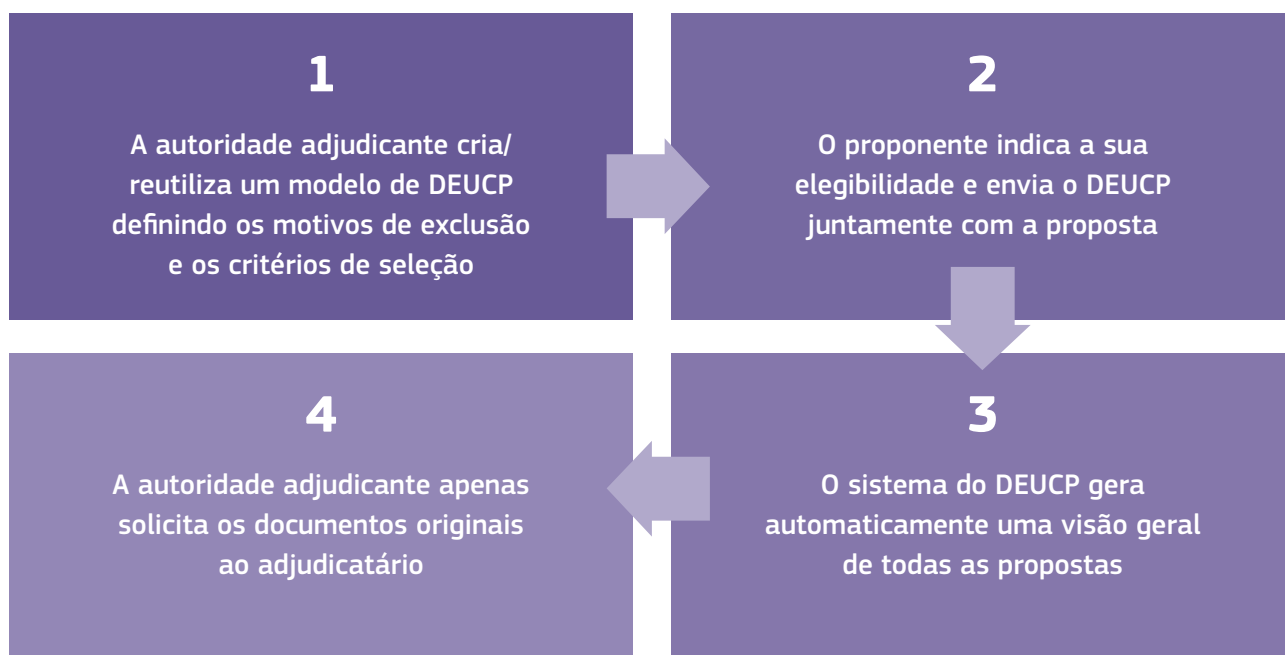 1
A autoridade adjudicante cria/
reutiliza um modelo de DEUCP
definindo os motivos de exclusão
e os critérios de seleção
2
O proponente indica a sua
elegibilidade e envia o DEUCP
juntamente com a proposta
3
O sistema do DEUCP gera
automaticamente uma visão geral
de todas as propostas
4
A autoridade adjudicante apenas
solicita os documentos originais
ao adjudicatário